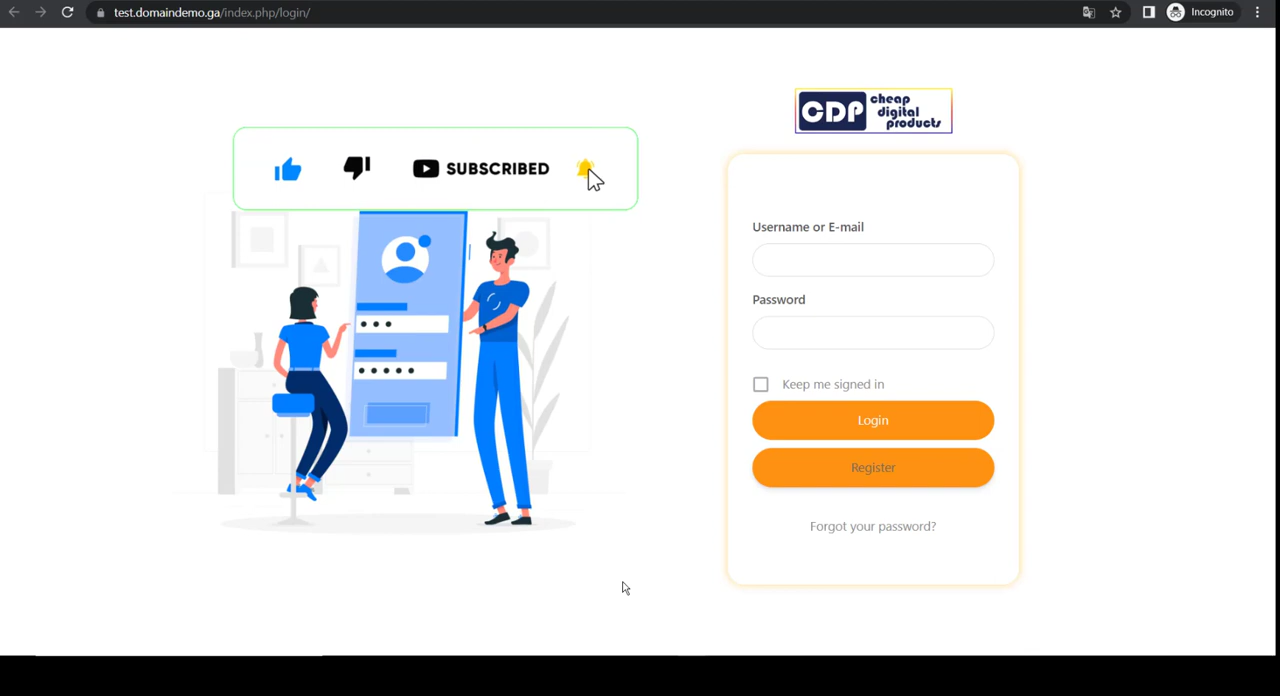 test.domaindemo.ga/index.php/login/
Incognito
CDP cheap
digital
products
SUBSCRIBED
Username or E-mail
Password
Keep me signed in
Login
Register
Forgot your password?